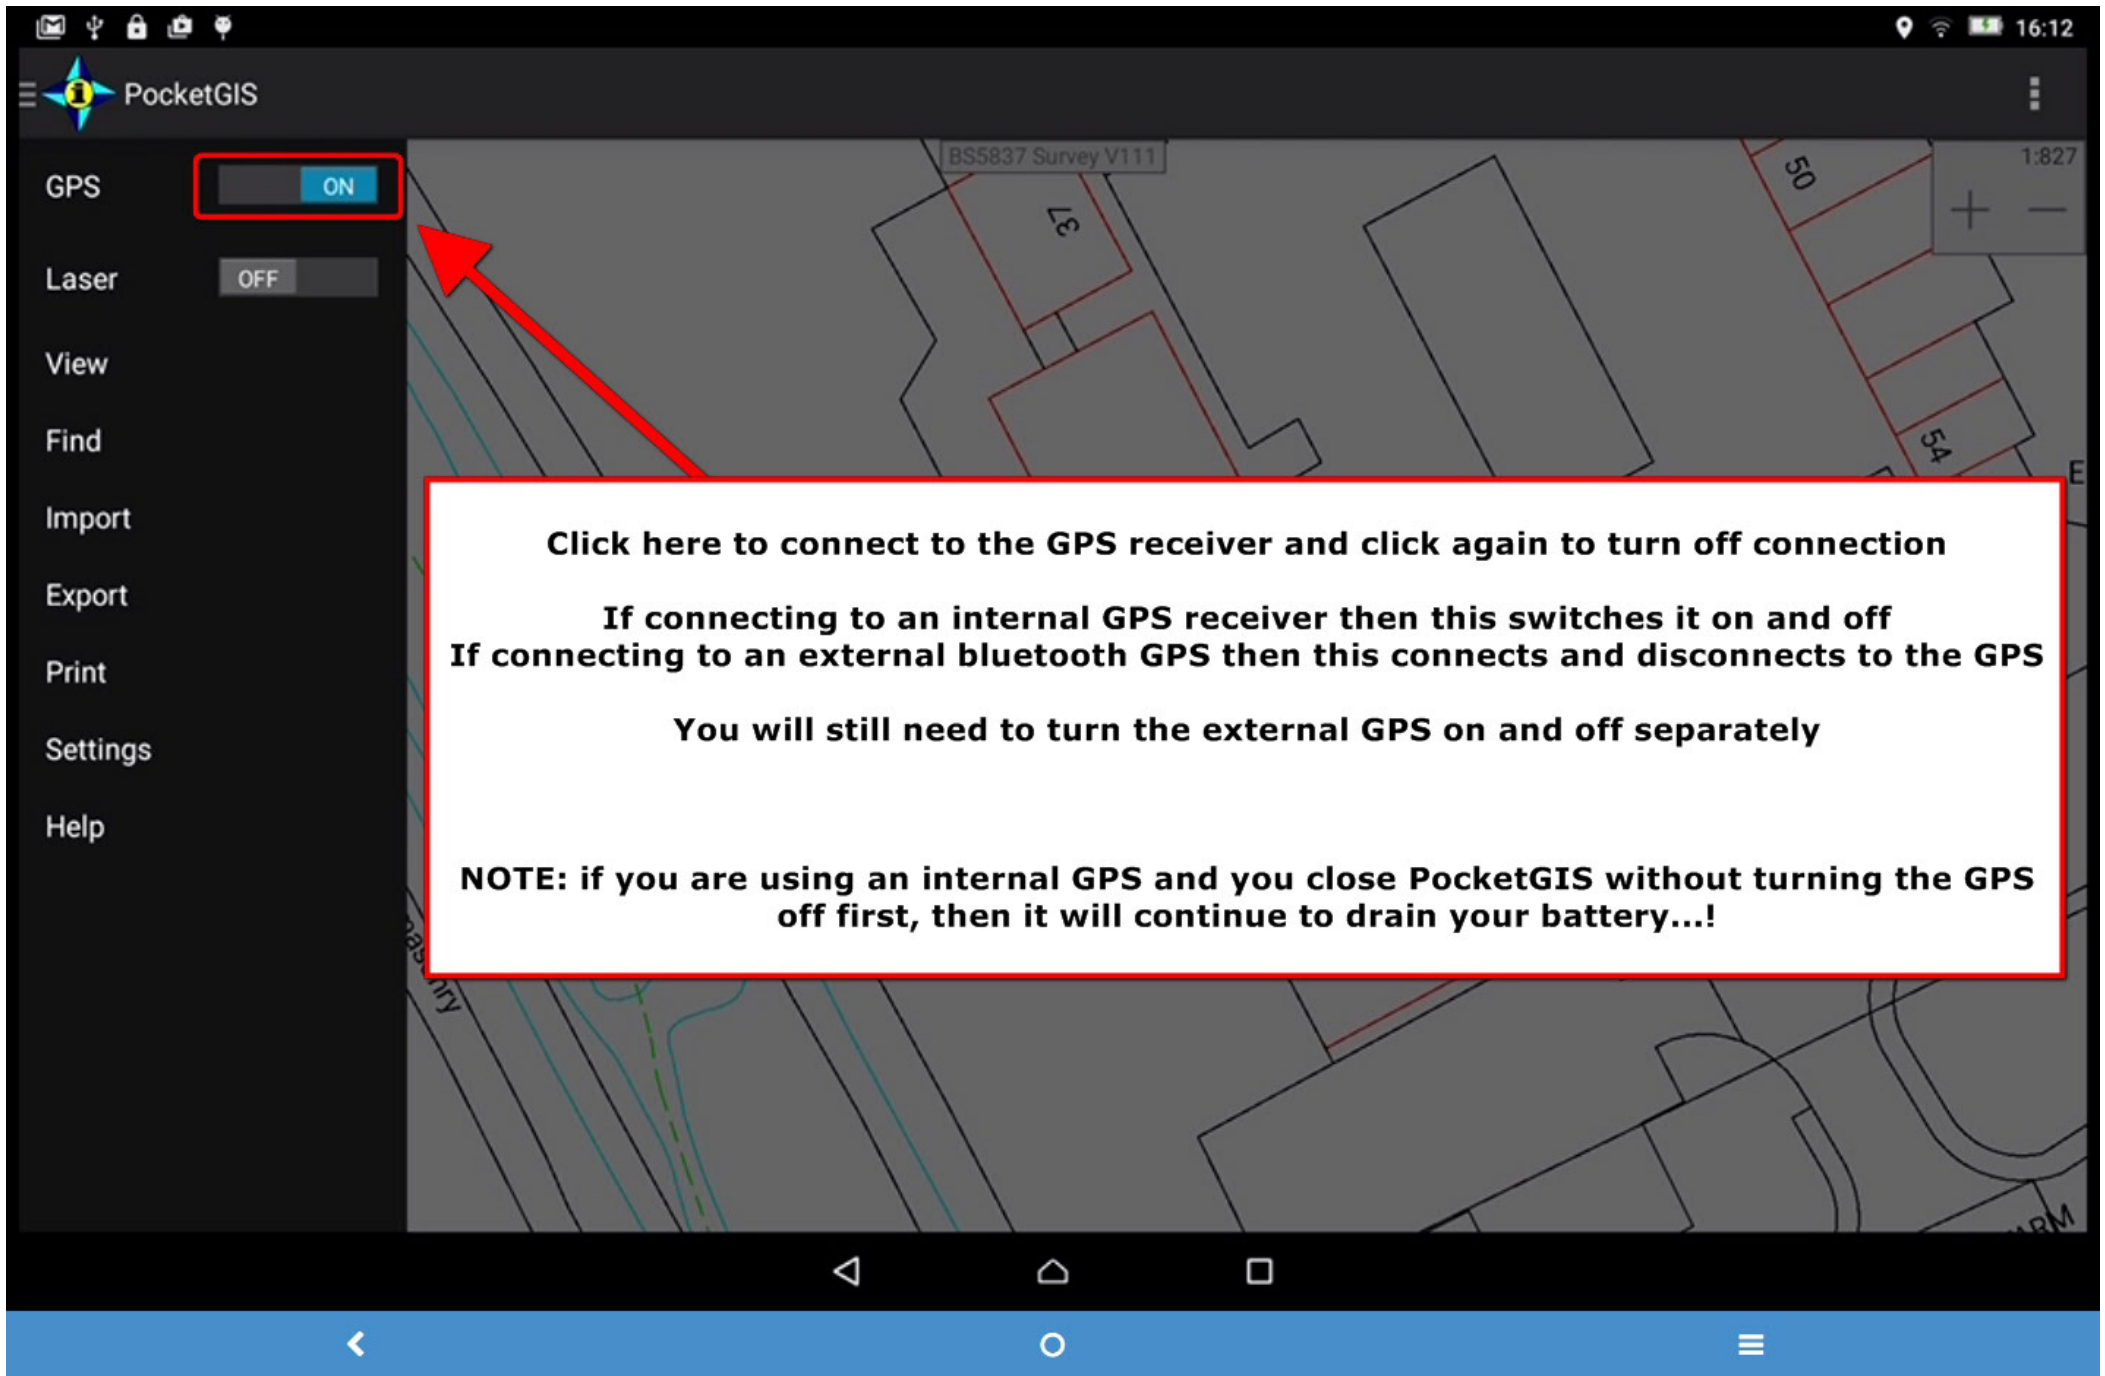 16:12
PocketGIS
GPS ON
Laser OFF
View
Find
Import
Export
Print
Settings
Help
BS5837 Survey V111
1:827
+ −
37
50
54
E
Click here to connect to the GPS receiver and click again to turn off connection
If connecting to an internal GPS receiver then this switches it on and off
If connecting to an external bluetooth GPS then this connects and disconnects to the GPS
You will still need to turn the external GPS on and off separately
NOTE: if you are using an internal GPS and you close PocketGIS without turning the GPS
off first, then it will continue to drain your battery...!